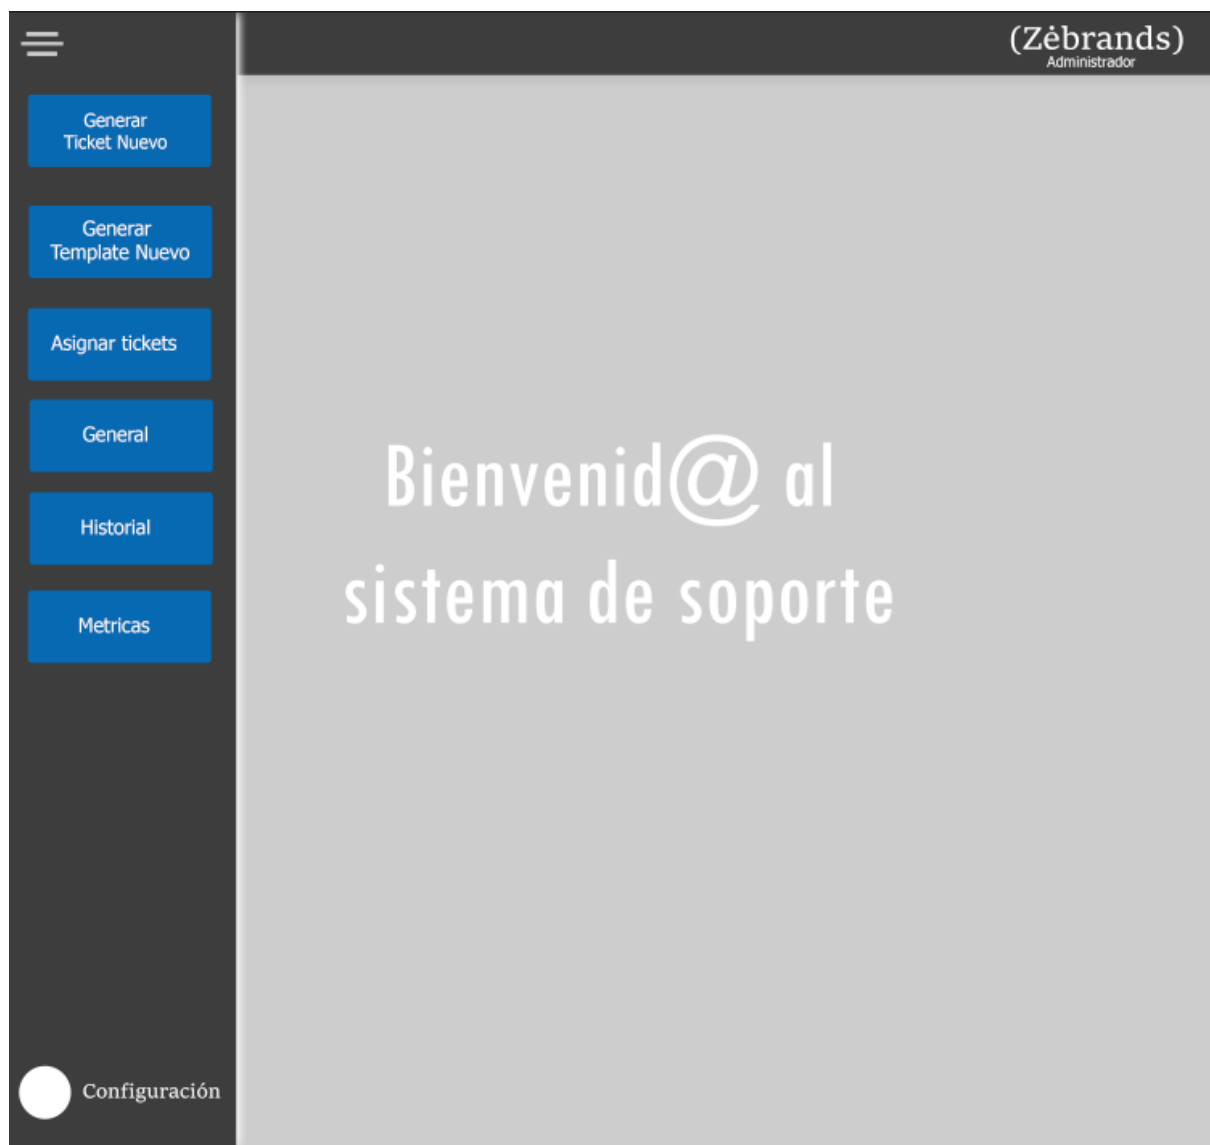 (Zėbrands)
Administrador
Generar
Ticket Nuevo
Generar
Template Nuevo
Asignar tickets
General
Historial
Metricas
Bienvenid@ al
sistema de soporte
Configuración